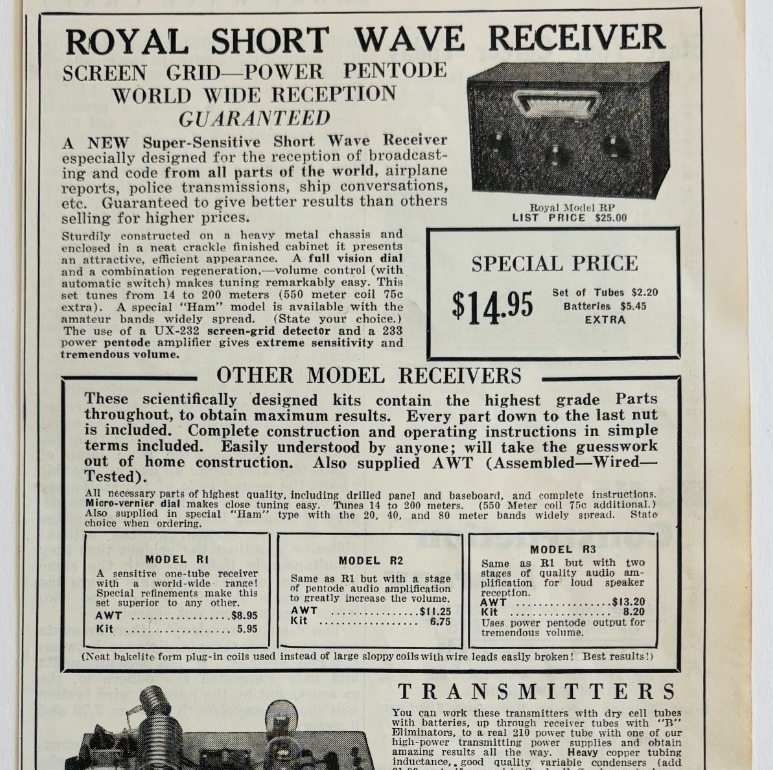 ROYAL SHORT WAVE RECEIVER
SCREEN GRID—POWER PENTODE
WORLD WIDE RECEPTION
GUARANTEED
A NEW Super-Sensitive Short Wave Receiver
especially designed for the reception of broadcast-
ing and code from all parts of the world, airplane
reports, police transmissions, ship conversations,
etc. Guaranteed to give better results than others
selling for higher prices.
Royal Model RP
LIST PRICE $25.00
Sturdily constructed on a heavy metal chassis and
enclosed in a neat crackle finished cabinet it presents
an attractive, efficient appearance. A full vision dial
and a combination regeneration,—volume control (with
automatic switch) makes tuning remarkably easy. This
set tunes from 14 to 200 meters (550 meter coil 75c
extra). A special "Ham" model is available with the
amateur bands widely spread. (State your choice.)
The use of a UX-232 screen-grid detector and a 233
power pentode amplifier gives extreme sensitivity and
tremendous volume.
SPECIAL PRICE
$14.95
Set of Tubes $2.20
Batteries $5.45
EXTRA
OTHER MODEL RECEIVERS
These scientifically designed kits contain the highest grade Parts
throughout, to obtain maximum results. Every part down to the last nut
is included. Complete construction and operating instructions in simple
terms included. Easily understood by anyone; will take the guesswork
out of home construction. Also supplied AWT (Assembled—Wired—
Tested).
All necessary parts of highest quality, including drilled panel and baseboard, and complete instructions.
Micro-vernier dial makes close tuning easy. Tunes 14 to 200 meters. (550 Meter coil 75c additional.)
Also supplied in special "Ham" type with the 20, 40, and 80 meter bands widely spread. State
choice when ordering.
MODEL R1
A sensitive one-tube receiver
with a world-wide range!
Special refinements make this
set superior to any other.
AWT ..............$8.95
Kit ................ 5.95
MODEL R2
Same as R1 but with a stage
of pentode audio amplification
to greatly increase the volume.
AWT ..................$11.25
Kit .................... 6.75
MODEL R3
Same as R1 but with two
stages of quality audio am-
plification for loud speaker
reception.
AWT ..................$13.20
Kit .................... 8.20
Uses power pentode output for
tremendous volume.
(Neat bakelite form plug-in coils used instead of large sloppy coils with wire leads easily broken! Best results!)
TRANSMITTERS
You can work these transmitters with dry cell tubes
with batteries, up through receiver tubes with "B"
Eliminators, to a real 210 power tube with one of our
high-power transmitting power supplies and obtain
amazing results all the way. Heavy copper tubing
inductance, good quality variable condensers (add